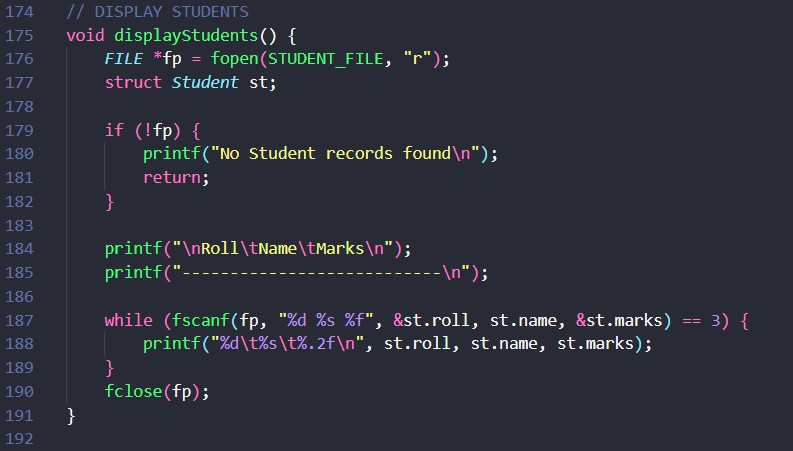 174 // DISPLAY STUDENTS
175 void displayStudents() {
176     FILE *fp = fopen(STUDENT_FILE, "r");
177     struct Student st;
178
179     if (!fp) {
180         printf("No Student records found\n");
181         return;
182     }
183
184     printf("\nRoll\tName\tMarks\n");
185     printf("---------------------------\n");
186
187     while (fscanf(fp, "%d %s %f", &st.roll, st.name, &st.marks) == 3) {
188         printf("%d\t%s\t%.2f\n", st.roll, st.name, st.marks);
189     }
190     fclose(fp);
191 }
192